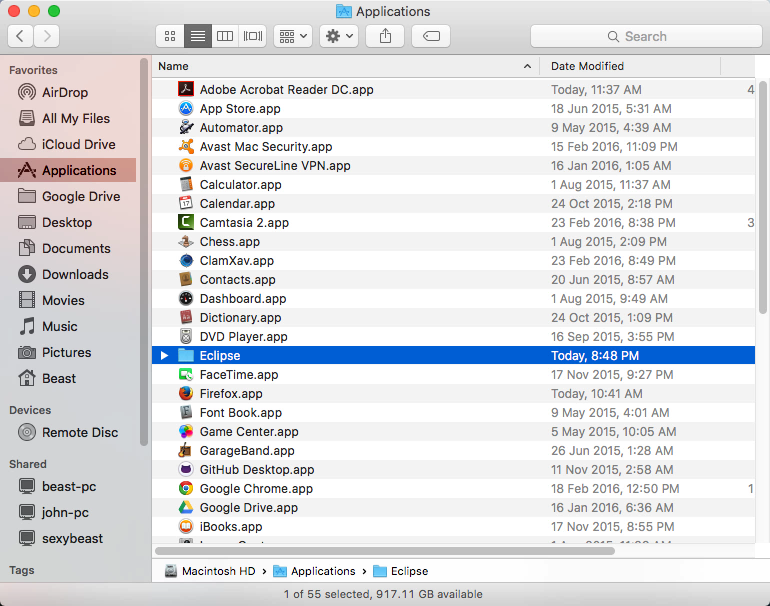 Applications
Search
Favorites
AirDrop
All My Files
iCloud Drive
Applications
Google Drive
Desktop
Documents
Downloads
Movies
Music
Pictures
Beast
Devices
Remote Disc
Shared
beast-pc
john-pc
sexybeast
Tags
Name Date Modified
Adobe Acrobat Reader DC.app Today, 11:37 AM 4
App Store.app 18 Jun 2015, 5:31 AM
Automator.app 9 May 2015, 4:39 AM
Avast Mac Security.app 15 Feb 2016, 11:09 PM
Avast SecureLine VPN.app 16 Jan 2016, 1:05 AM
Calculator.app 1 Aug 2015, 11:37 AM
Calendar.app 24 Oct 2015, 2:18 PM
Camtasia 2.app 23 Feb 2016, 8:38 PM 3
Chess.app 1 Aug 2015, 2:09 PM
ClamXav.app 23 Feb 2016, 8:49 PM
Contacts.app 20 Jun 2015, 8:57 AM
Dashboard.app 1 Aug 2015, 9:49 AM
Dictionary.app 24 Oct 2015, 1:09 PM
DVD Player.app 16 Sep 2015, 3:55 PM
Eclipse Today, 8:48 PM
FaceTime.app 17 Nov 2015, 9:27 PM
Firefox.app Today, 10:41 AM
Font Book.app 9 May 2015, 4:01 AM
Game Center.app 5 May 2015, 10:05 AM
GarageBand.app 26 Jun 2015, 1:28 AM
GitHub Desktop.app 11 Nov 2015, 2:58 AM
Google Chrome.app 18 Feb 2016, 12:50 PM 1
Google Drive.app 16 Jan 2016, 6:36 AM
iBooks.app 17 Nov 2015, 8:55 PM
Macintosh HD › Applications › Eclipse
1 of 55 selected, 917.11 GB available